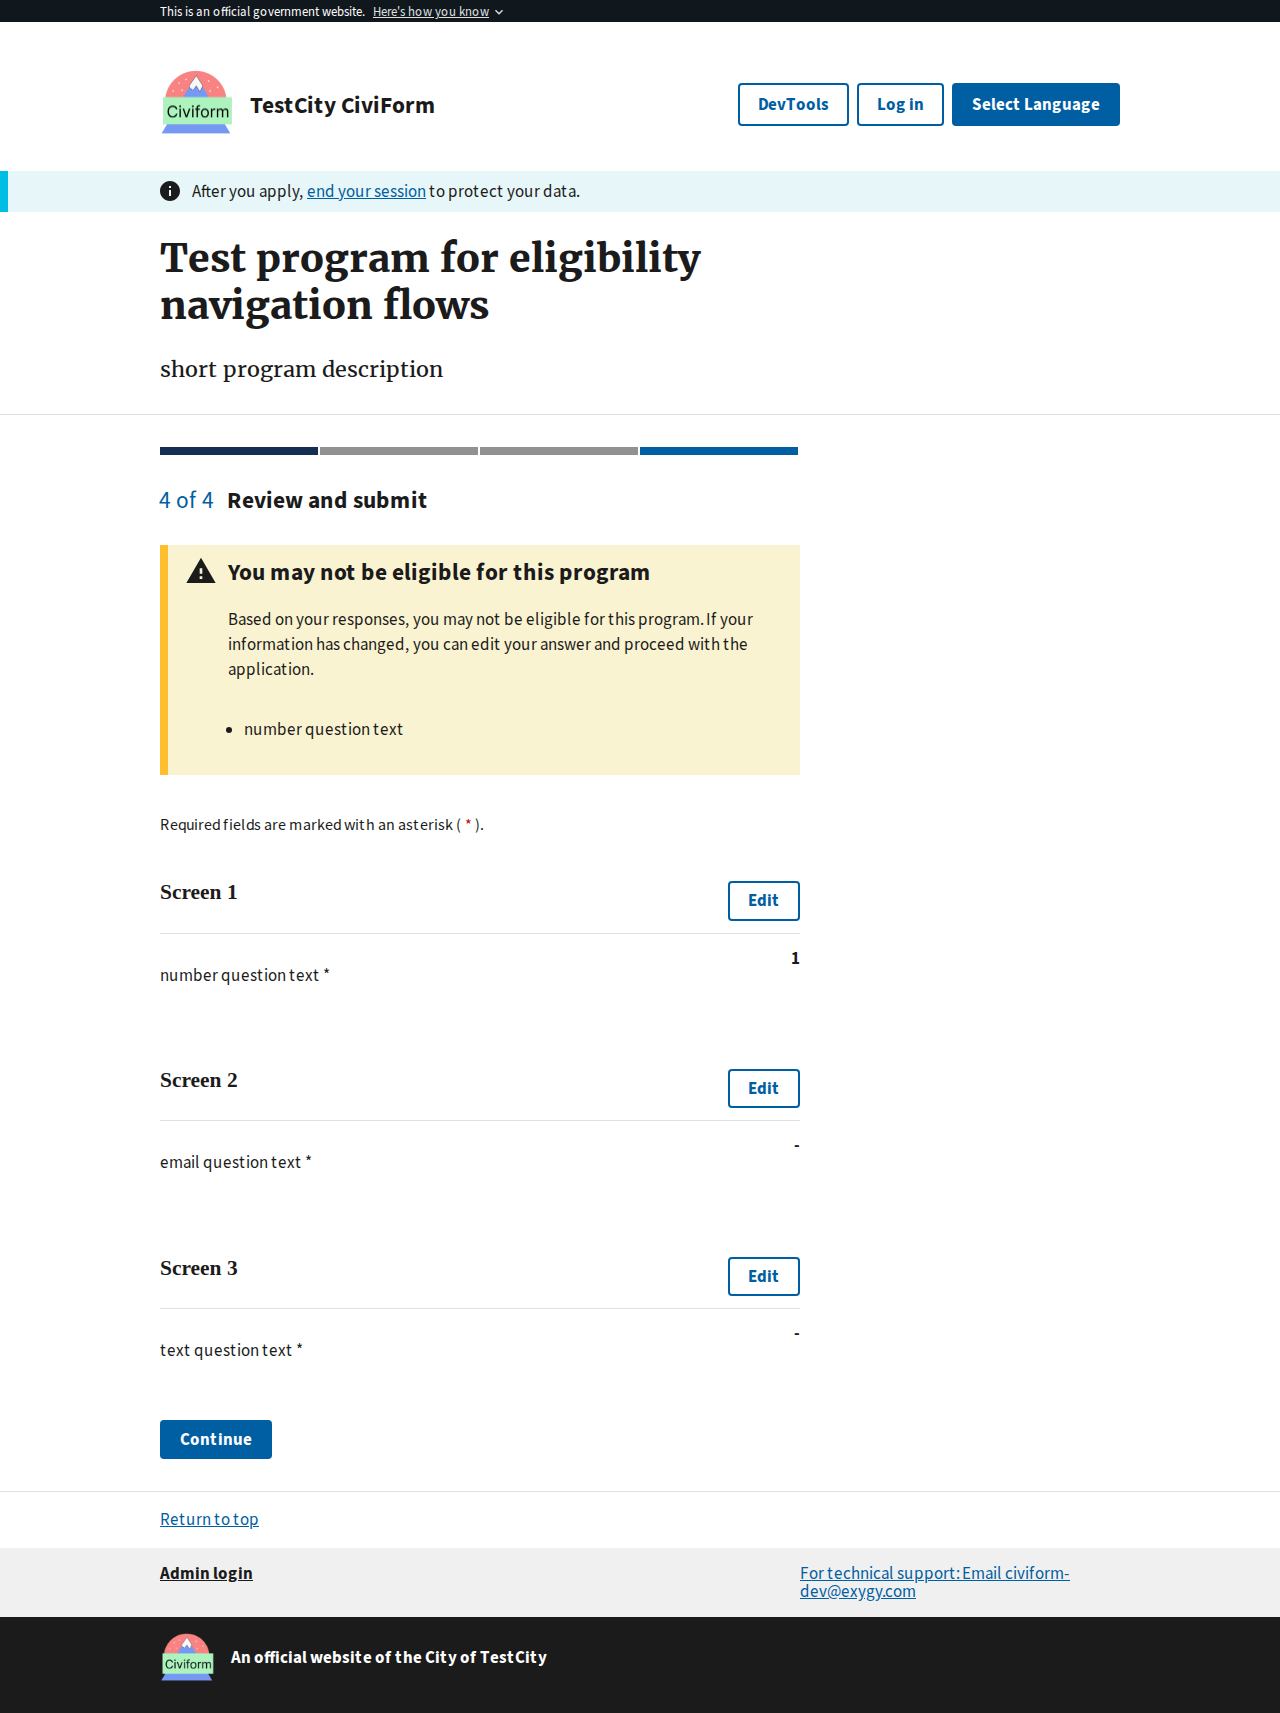 This is an official government website. Here's how you know
Civiform
TestCity CiviForm
DevTools
Log in
Select Language
After you apply, end your session to protect your data.
Test program for eligibility
navigation flows
short program description
4 of 4 Review and submit
You may not be eligible for this program
Based on your responses, you may not be eligible for this program. If your
information has changed, you can edit your answer and proceed with the
application.
• number question text
Required fields are marked with an asterisk ( * ).
Screen 1
Edit
1
number question text *
Screen 2
Edit
-
email question text *
Screen 3
Edit
-
text question text *
Continue
Return to top
Admin login
For technical support: Email civiform-
dev@exygy.com
Civiform
An official website of the City of TestCity